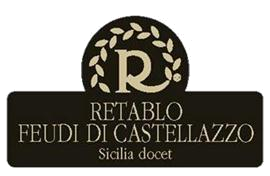 R
RETABLO
FEUDI DI CASTELLAZZO
Sicilia docet